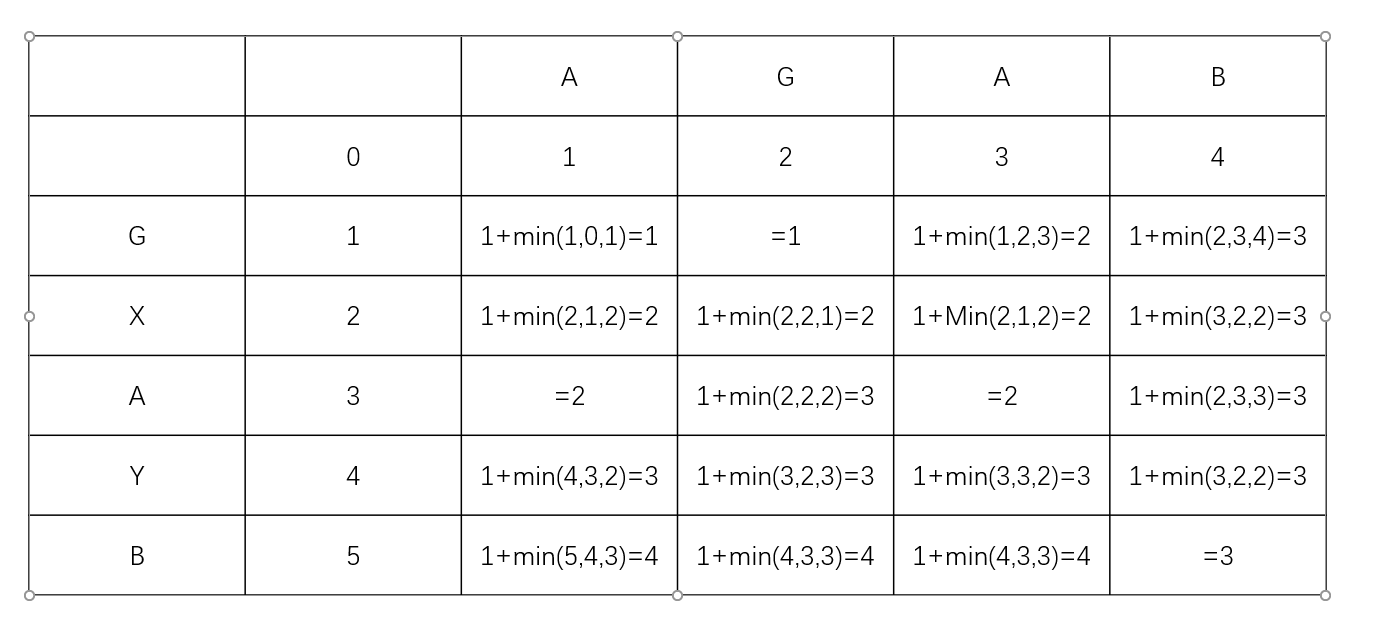 A G A B
0 1 2 3 4
G 1 1+min(1,0,1)=1 =1 1+min(1,2,3)=2 1+min(2,3,4)=3
X 2 1+min(2,1,2)=2 1+min(2,2,1)=2 1+Min(2,1,2)=2 1+min(3,2,2)=3
A 3 =2 1+min(2,2,2)=3 =2 1+min(2,3,3)=3
Y 4 1+min(4,3,2)=3 1+min(3,2,3)=3 1+min(3,3,2)=3 1+min(3,2,2)=3
B 5 1+min(5,4,3)=4 1+min(4,3,3)=4 1+min(4,3,3)=4 =3